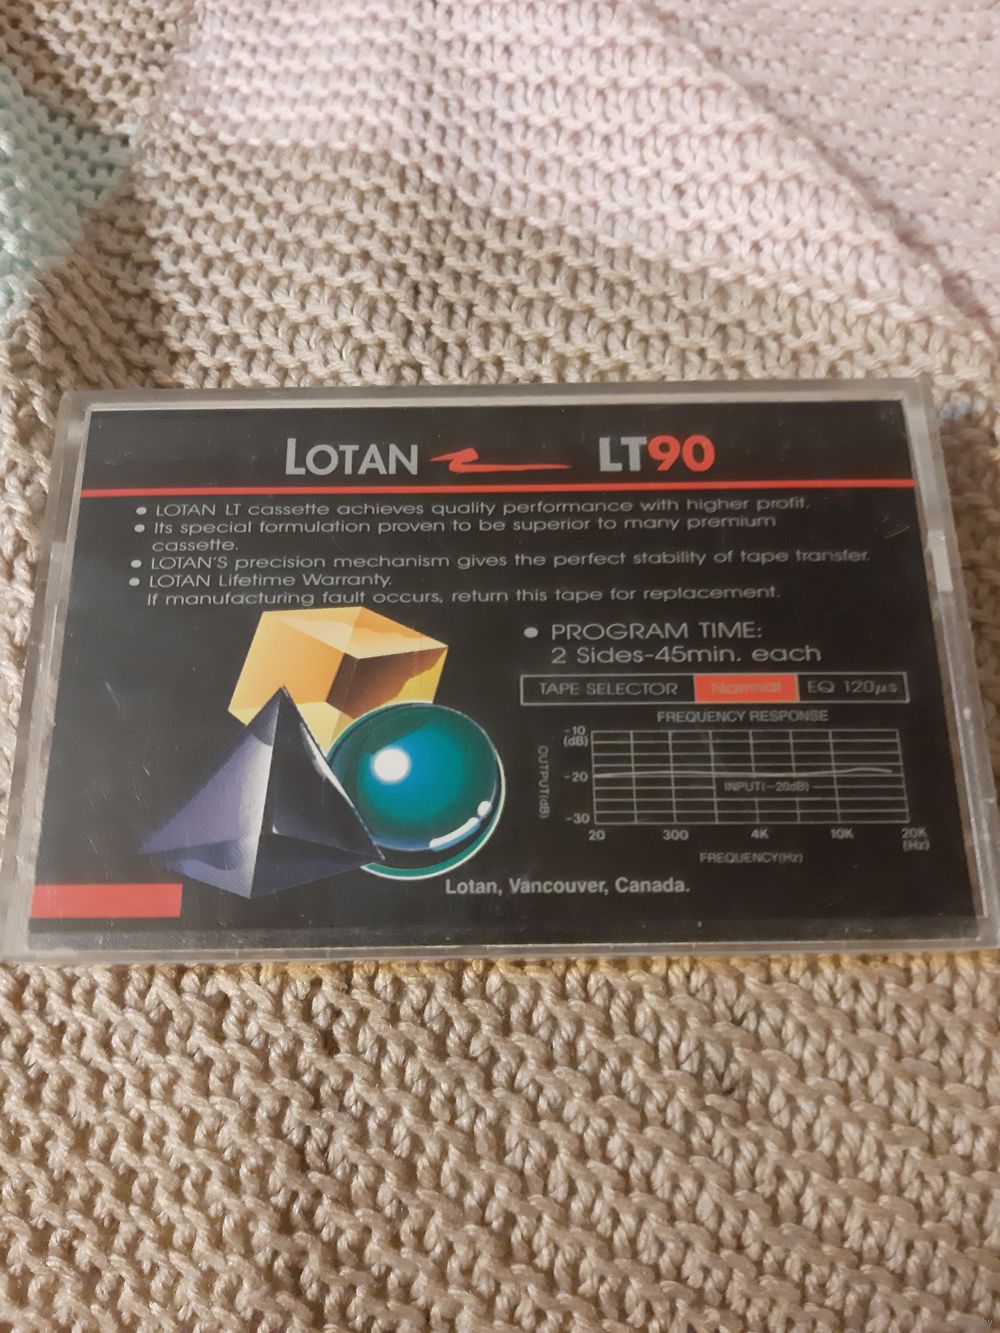 LOTAN LT90
• LOTAN LT cassette achieves quality performance with higher profit.
• Its special formulation proven to be superior to many premium
cassette.
• LOTAN'S precision mechanism gives the perfect stability of tape transfer.
• LOTAN Lifetime Warranty.
If manufacturing fault occurs, return this tape for replacement.
• PROGRAM TIME:
2 Sides-45min. each
TAPE SELECTOR Normal EQ 120μs
FREQUENCY RESPONSE
-10
(dB)
OUTPUT(dB)
-20
INPUT(-20dB)
-30
20 300 4K 10K 20K
(Hz)
FREQUENCY(Hz)
Lotan, Vancouver, Canada.